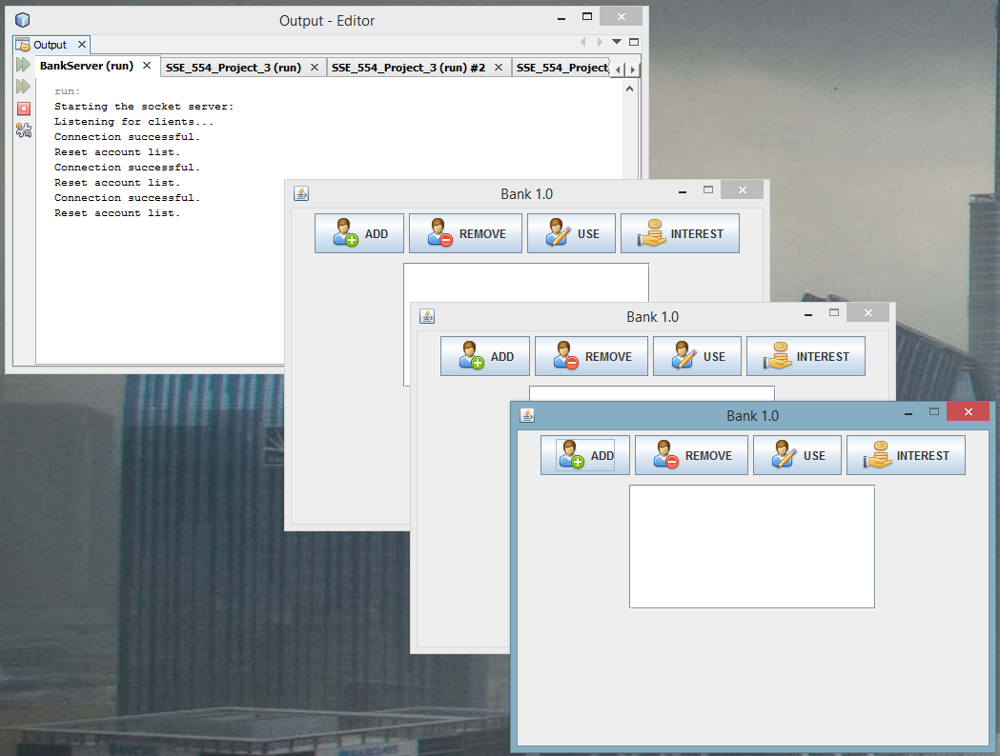 Output - Editor
Output
BankServer (run)
SSE_554_Project_3 (run)
SSE_554_Project_3 (run) #2
SSE_554_Project
run:
Starting the socket server:
Listening for clients...
Connection successful.
Reset account list.
Connection successful.
Reset account list.
Connection successful.
Reset account list.
Bank 1.0
ADD
REMOVE
USE
INTEREST
Bank 1.0
ADD
REMOVE
USE
INTEREST
Bank 1.0
ADD
REMOVE
USE
INTEREST
BARCLAYS